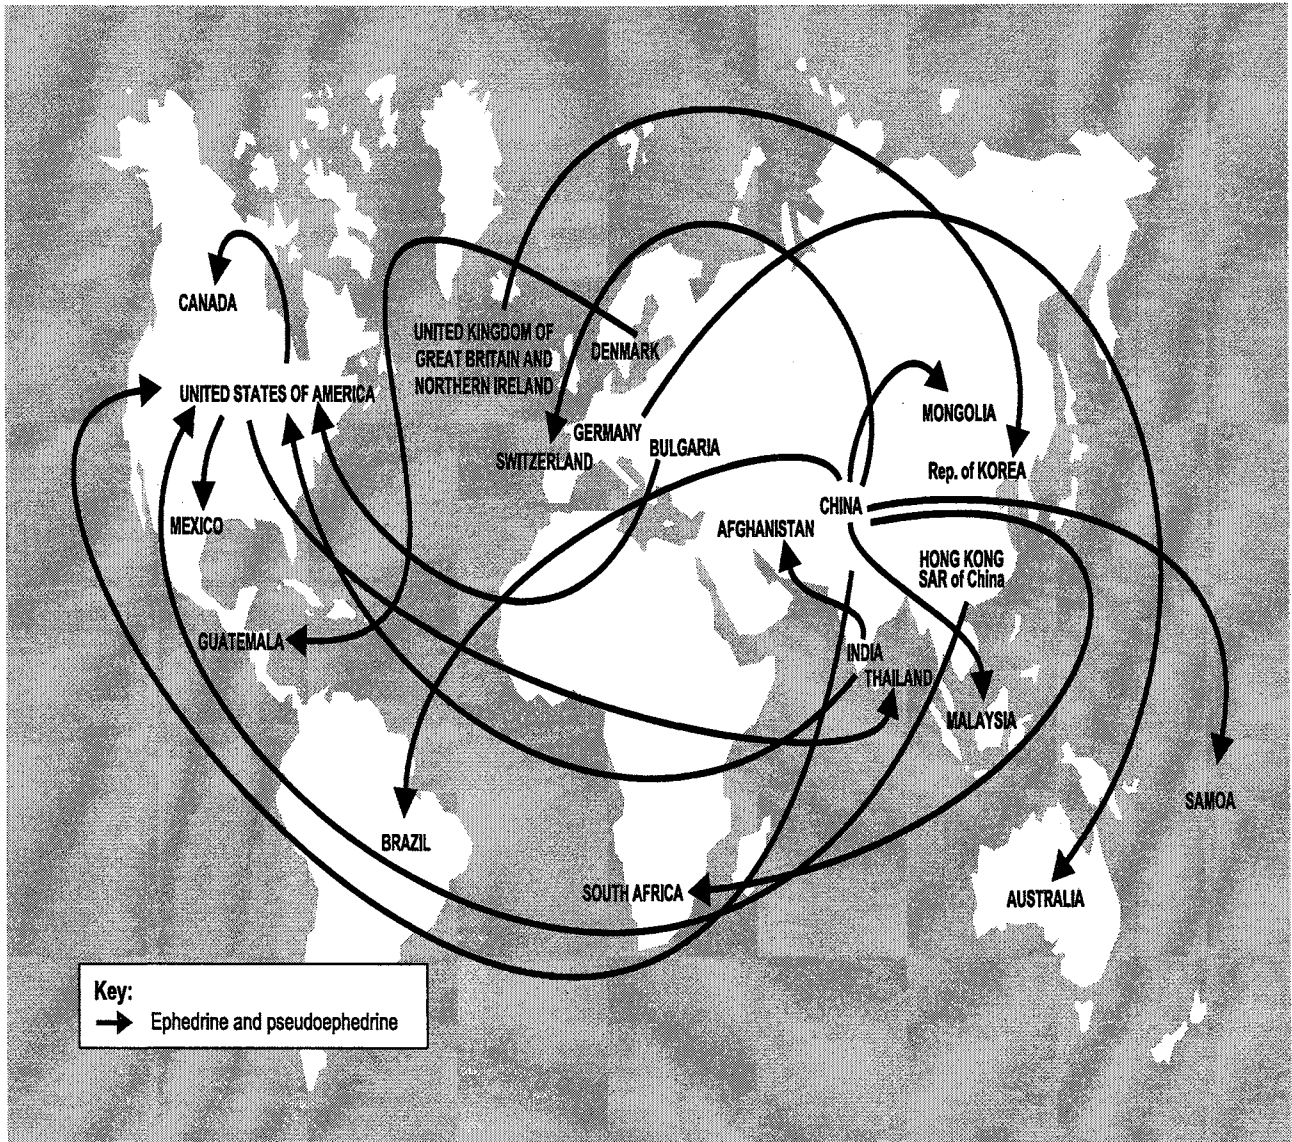 CANADA
UNITED KINGDOM OF
GREAT BRITAIN AND
NORTHERN IRELAND
DENMARK
UNITED STATES OF AMERICA
MONGOLIA
GERMANY
BULGARIA
SWITZERLAND
Rep. of KOREA
MEXICO
CHINA
AFGHANISTAN
HONG KONG
SAR of China
GUATEMALA
INDIA
THAILAND
MALAYSIA
SAMOA
BRAZIL
SOUTH AFRICA
AUSTRALIA
Key:
Ephedrine and pseudoephedrine